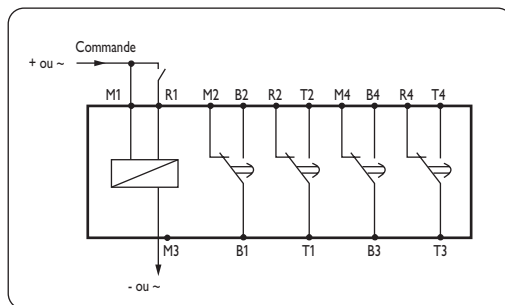 Commande
+ ou ~
M1 R1 M2 B2 R2 T2 M4 B4 R4 T4
M3 B1 T1 B3 T3
- ou ~